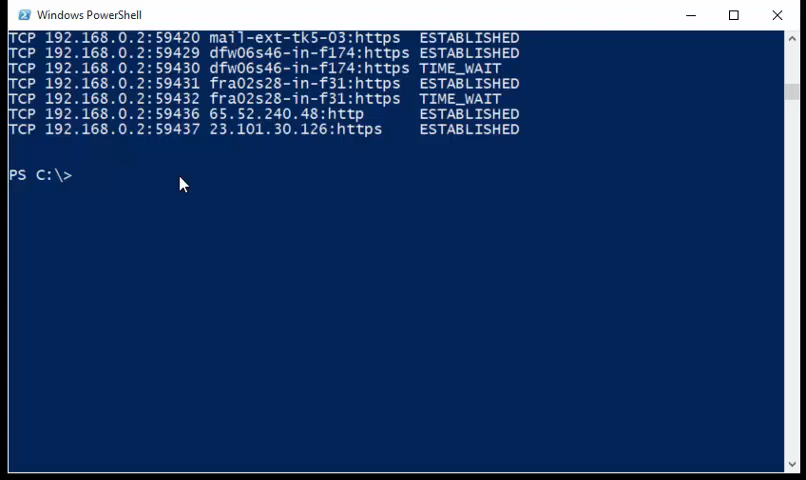 Windows PowerShell
TCP 192.168.0.2:59420 mail-ext-tk5-03:https ESTABLISHED
TCP 192.168.0.2:59429 dfw06s46-in-f174:https ESTABLISHED
TCP 192.168.0.2:59430 dfw06s46-in-f174:https TIME_WAIT
TCP 192.168.0.2:59431 fra02s28-in-f31:https ESTABLISHED
TCP 192.168.0.2:59432 fra02s28-in-f31:https TIME_WAIT
TCP 192.168.0.2:59436 65.52.240.48:http ESTABLISHED
TCP 192.168.0.2:59437 23.101.30.126:https ESTABLISHED
PS C:\>